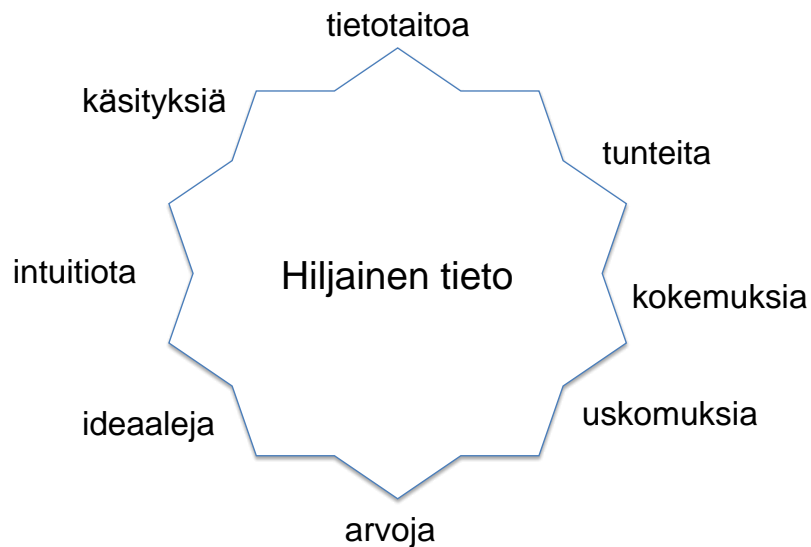 tietotaitoa
käsityksiä
tunteita
intuitiota
Hiljainen tieto
kokemuksia
ideaaleja
uskomuksia
arvoja